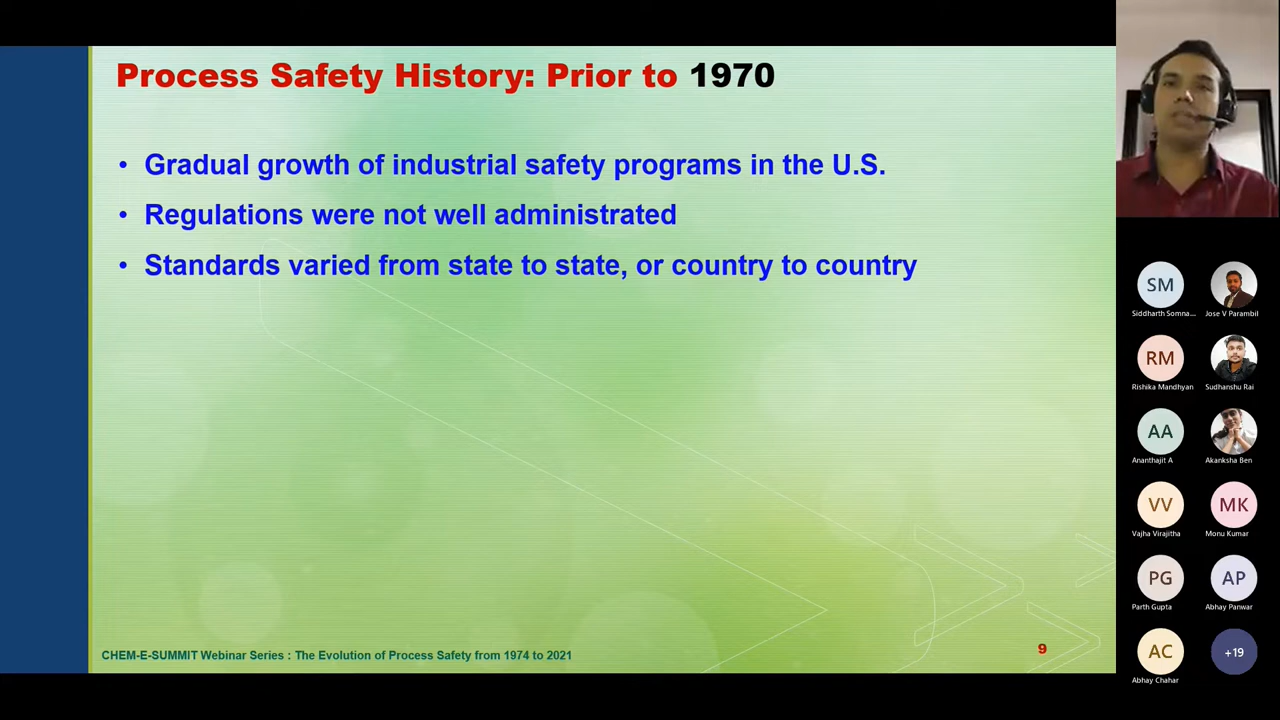 Process Safety History: Prior to 1970
• Gradual growth of industrial safety programs in the U.S.
• Regulations were not well administrated
• Standards varied from state to state, or country to country
CHEM-E-SUMMIT Webinar Series : The Evolution of Process Safety from 1974 to 2021
9
SM
Siddharth Somna...
Jose V Parambil
RM
Rishika Mandhyan
Sudhanshu Rai
AA
Ananthajit A
Akanksha Ben
VV
Vajha Virajitha
MK
Monu Kumar
PG
Parth Gupta
AP
Abhay Panwar
AC
Abhay Chahar
+19